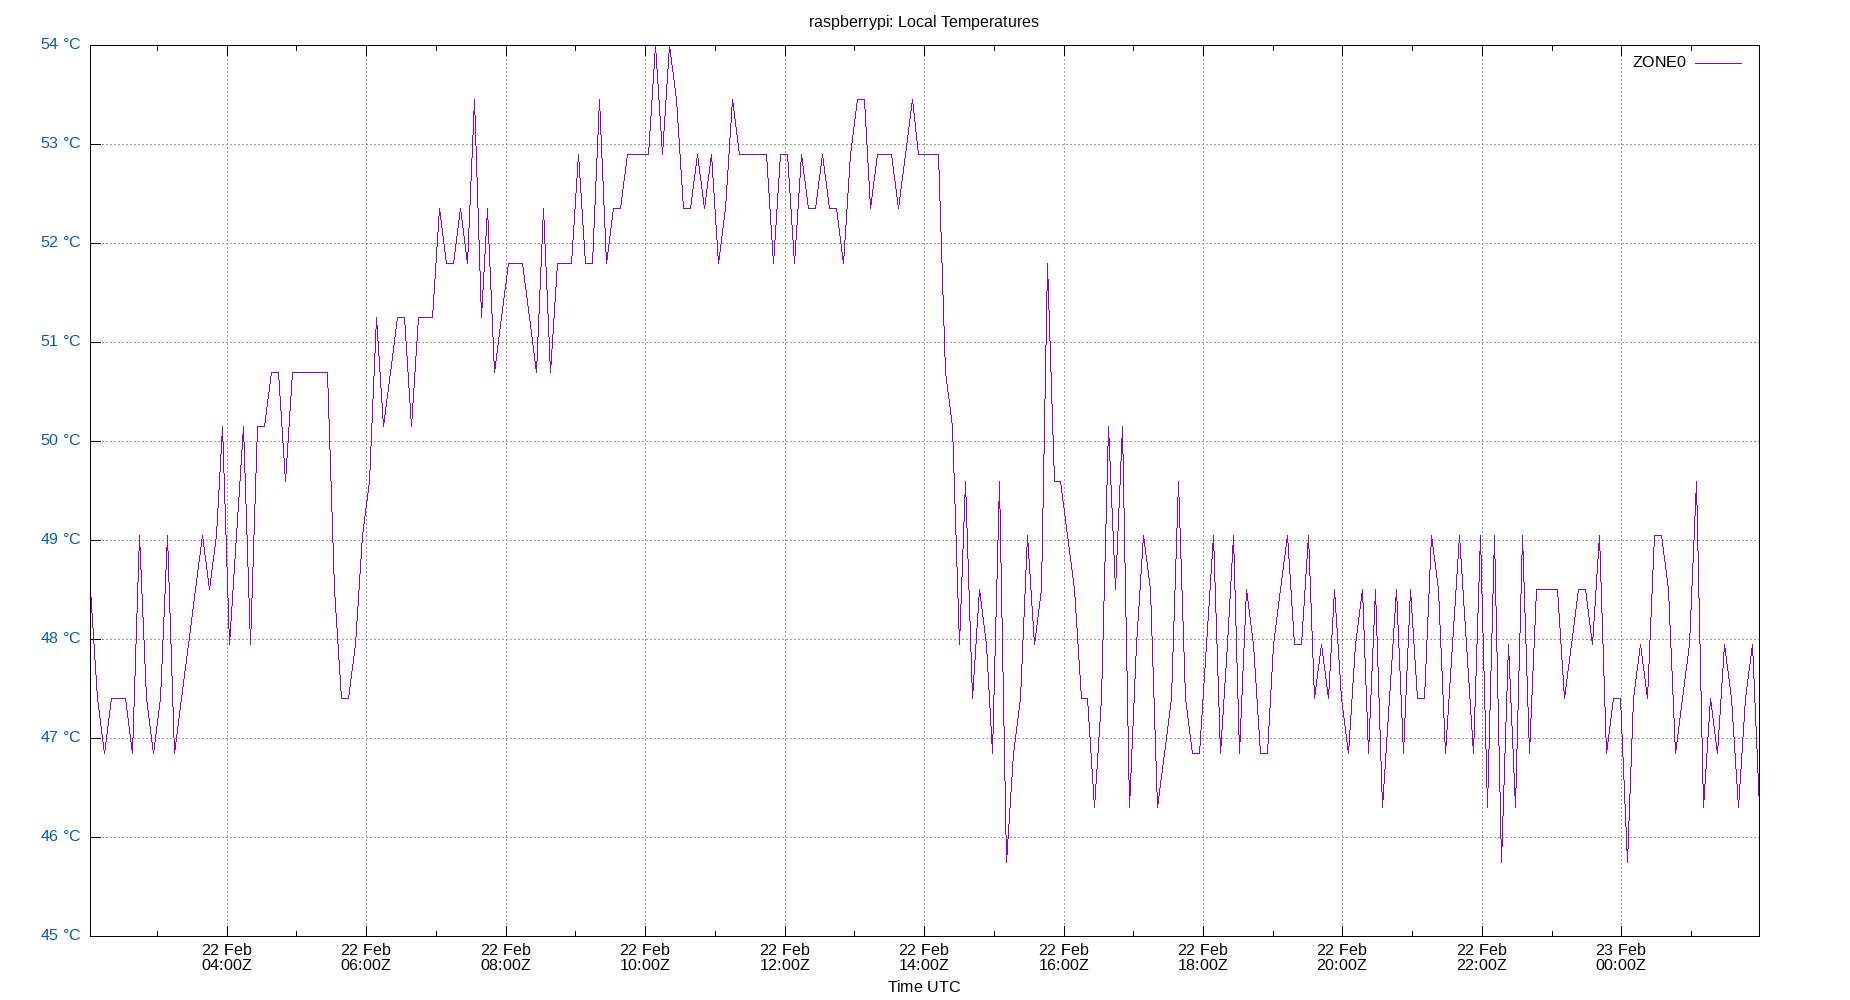 raspberrypi: Local Temperatures
ZONE0
54 °C
53 °C
52 °C
51 °C
50 °C
49 °C
48 °C
47 °C
46 °C
45 °C
22 Feb
04:00Z
22 Feb
06:00Z
22 Feb
08:00Z
22 Feb
10:00Z
22 Feb
12:00Z
22 Feb
14:00Z
22 Feb
16:00Z
22 Feb
18:00Z
22 Feb
20:00Z
22 Feb
22:00Z
23 Feb
00:00Z
Time UTC